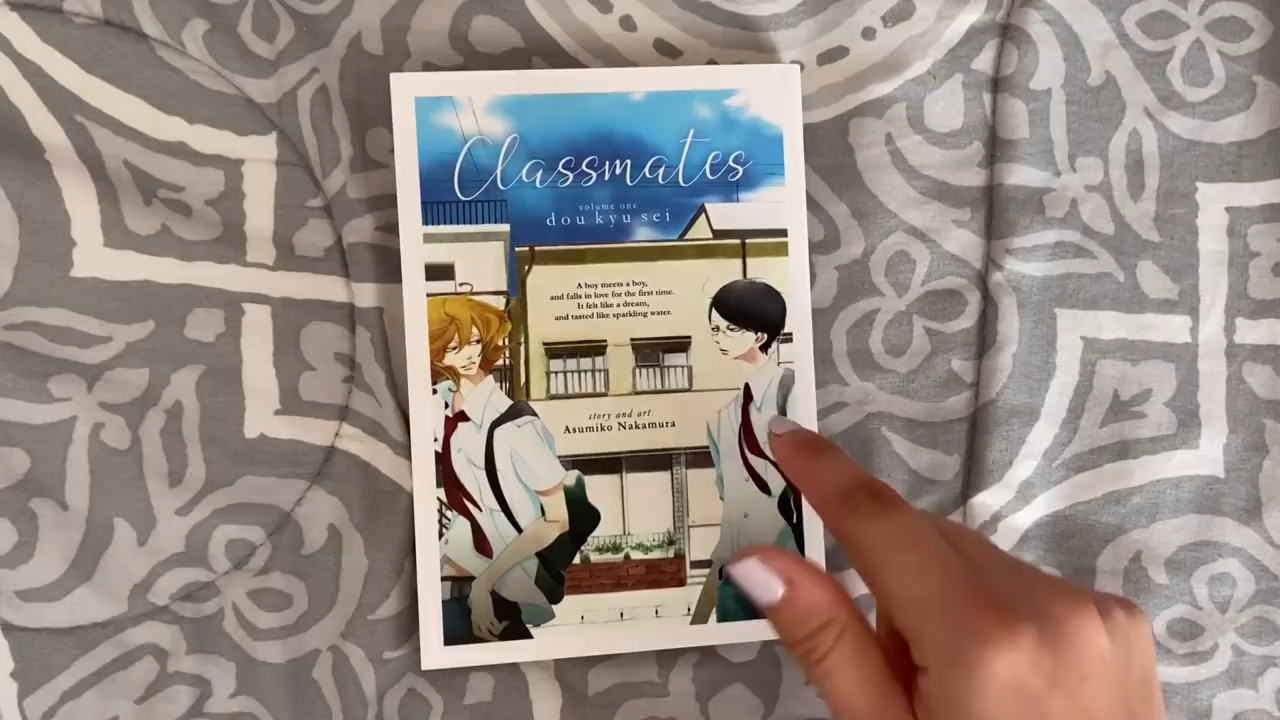 Classmates
volume one
dou kyu sei
A boy meets a boy,
and falls in love for the first time.
It felt like a dream,
and tasted like sparkling water.
story and art
Asumiko Nakamura